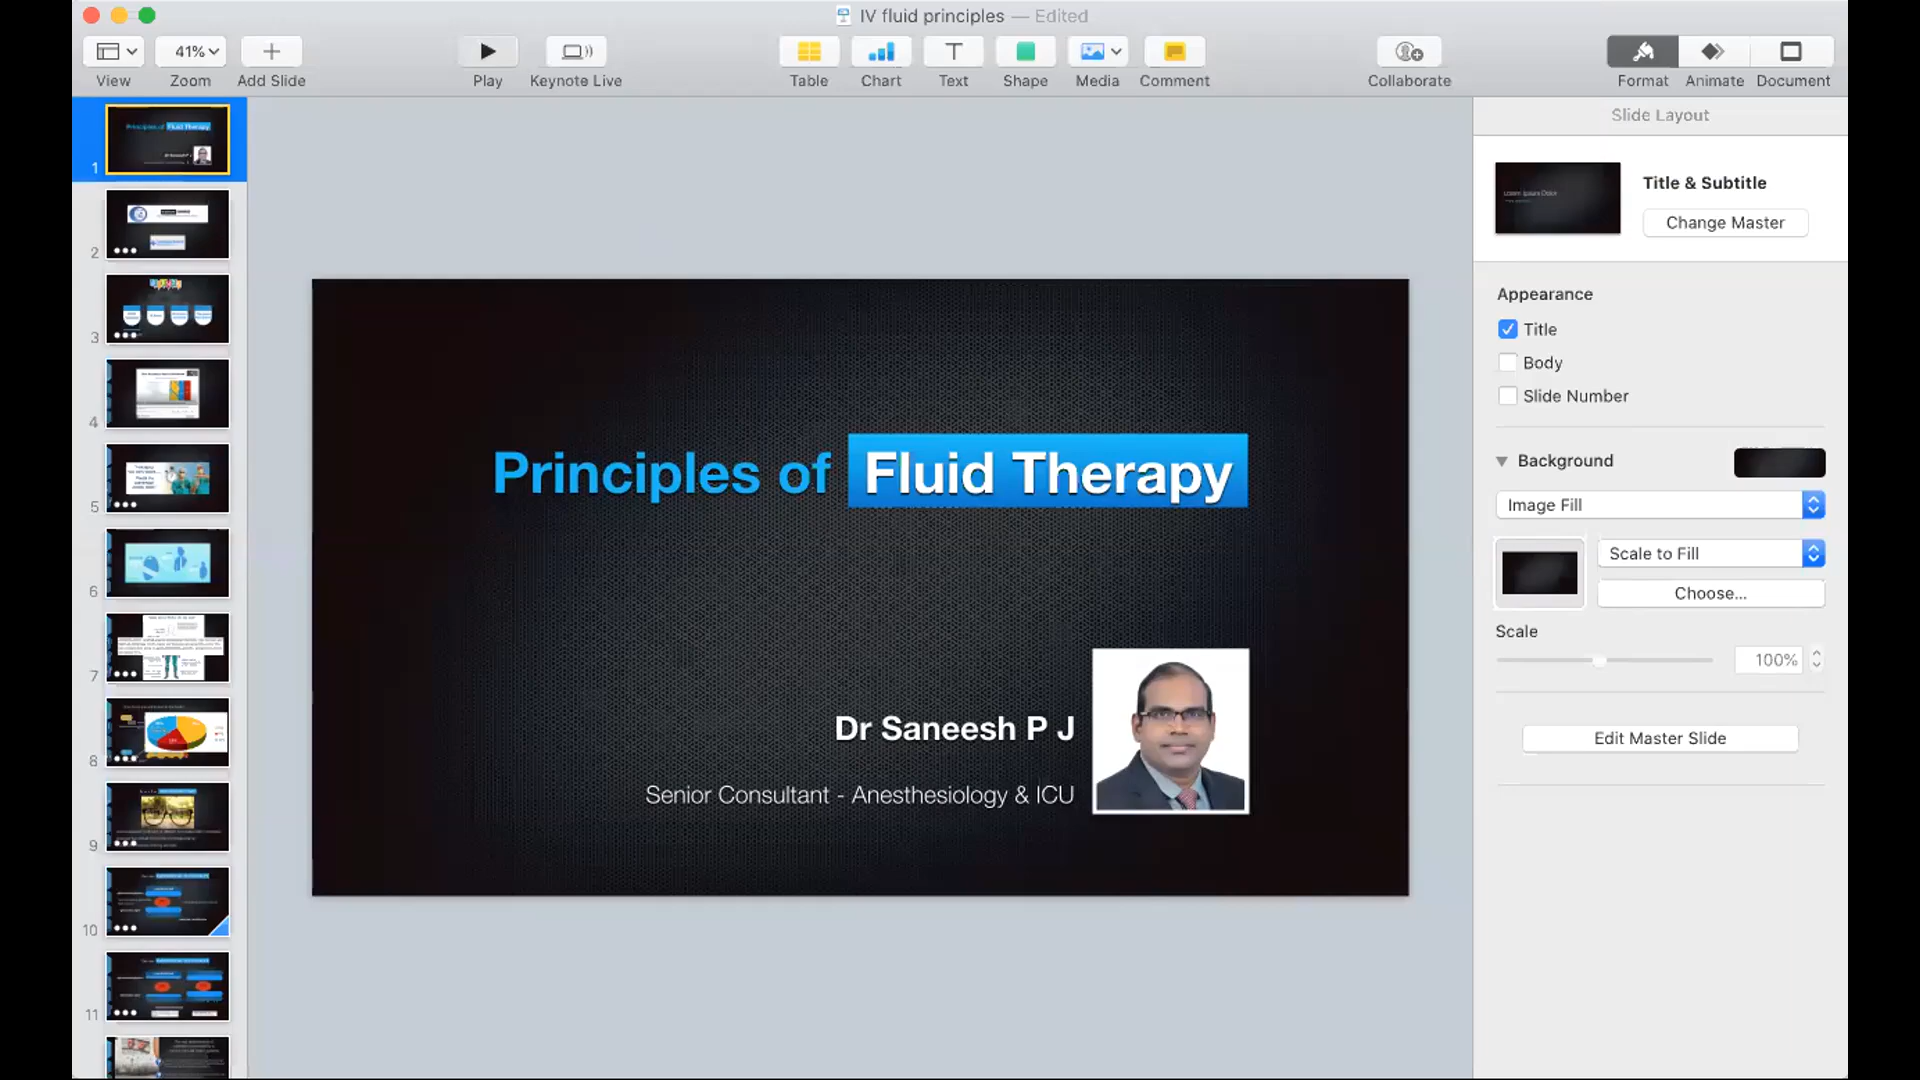 IV fluid principles — Edited
View
41%
Zoom
Add Slide
Play
Keynote Live
Table
Chart
Text
Shape
Media
Comment
Collaborate
Format
Animate
Document
1
2
3
4
5
6
7
8
9
10
11
Principles of Fluid Therapy
Dr Saneesh P J
Senior Consultant - Anesthesiology & ICU
Slide Layout
Title & Subtitle
Change Master
Appearance
Title
Body
Slide Number
Background
Image Fill
Scale to Fill
Choose...
Scale
100%
Edit Master Slide